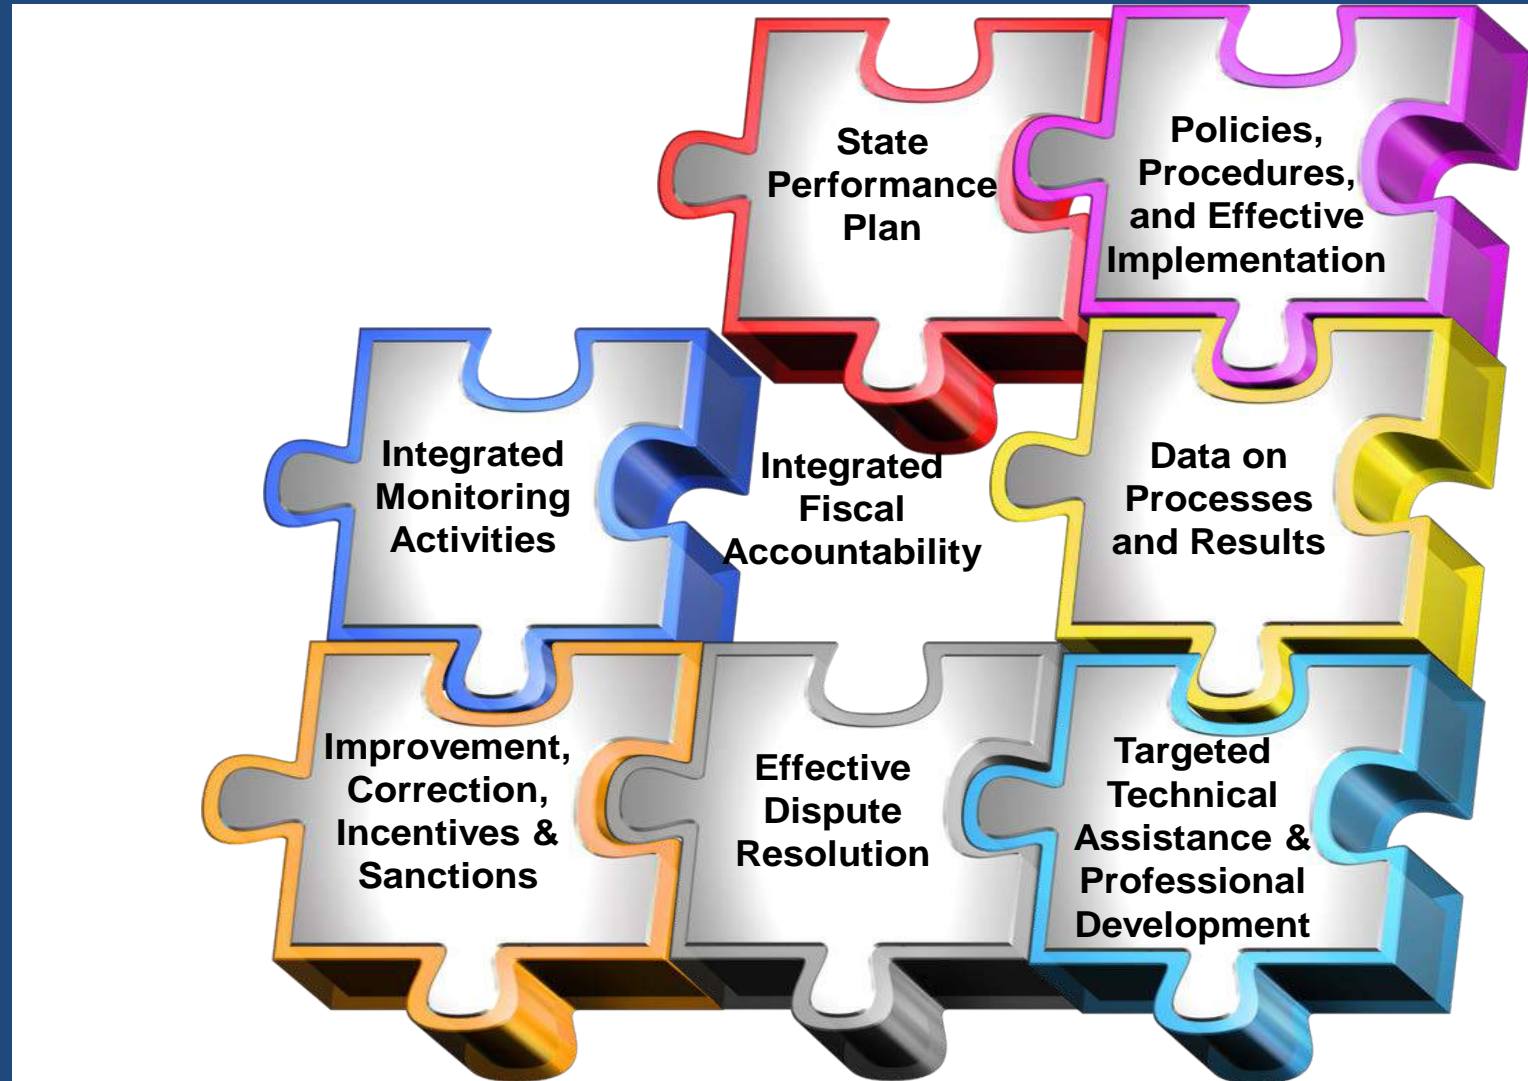 State
Performance
Plan
Policies,
Procedures,
and Effective
Implementation
Integrated
Monitoring
Activities
Integrated
Fiscal
Accountability
Data on
Processes
and Results
Improvement,
Correction,
Incentives &
Sanctions
Effective
Dispute
Resolution
Targeted
Technical
Assistance &
Professional
Development